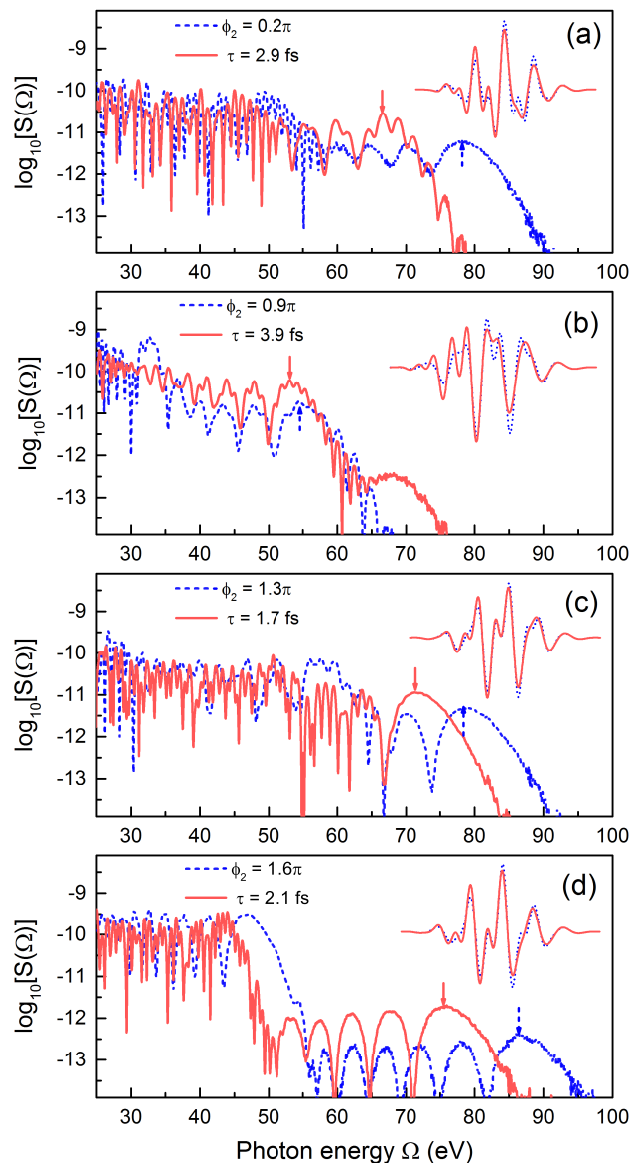 ϕ₂ = 0.2π
τ = 2.9 fs
(a)
log₁₀[S(Ω)]
-9
-10
-11
-12
-13
30 40 50 60 70 80 90 100
ϕ₂ = 0.9π
τ = 3.9 fs
(b)
log₁₀[S(Ω)]
-9
-10
-11
-12
-13
30 40 50 60 70 80 90 100
ϕ₂ = 1.3π
τ = 1.7 fs
(c)
log₁₀[S(Ω)]
-9
-10
-11
-12
-13
30 40 50 60 70 80 90 100
ϕ₂ = 1.6π
τ = 2.1 fs
(d)
log₁₀[S(Ω)]
-9
-10
-11
-12
-13
30 40 50 60 70 80 90 100
Photon energy Ω (eV)